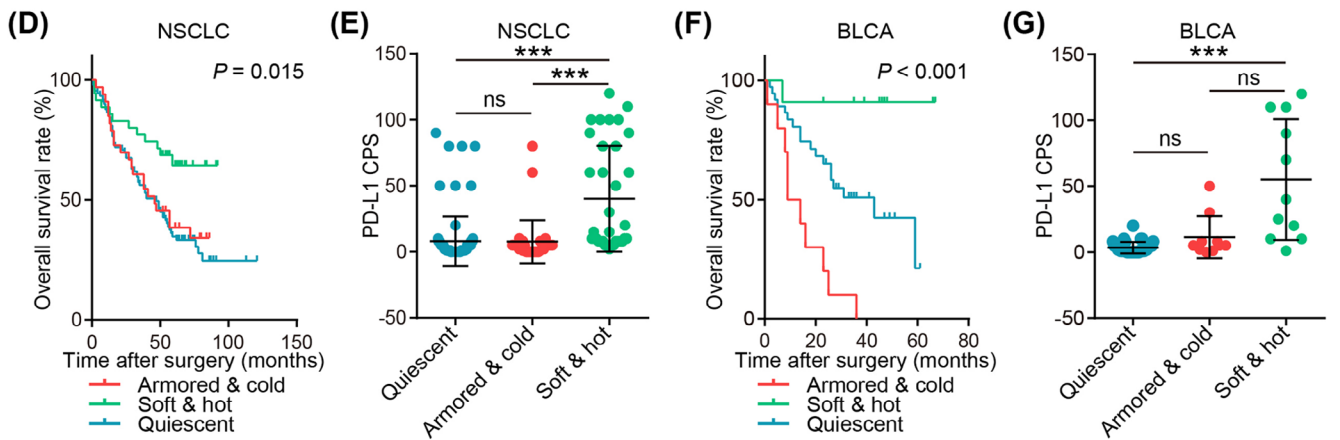 (D)
NSCLC
P = 0.015
Overall survival rate (%)
100
50
0
0
50
100
150
Time after surgery (months)
Armored & cold
Soft & hot
Quiescent
(E)
NSCLC
***
***
ns
PD-L1 CPS
150
100
50
0
-50
Quiescent
Armored & cold
Soft & hot
(F)
BLCA
P < 0.001
Overall survival rate (%)
100
50
0
0
20
40
60
80
Time after surgery (months)
Armored & cold
Soft & hot
Quiescent
(G)
BLCA
***
ns
ns
PD-L1 CPS
150
100
50
0
-50
Quiescent
Armored & cold
Soft & hot